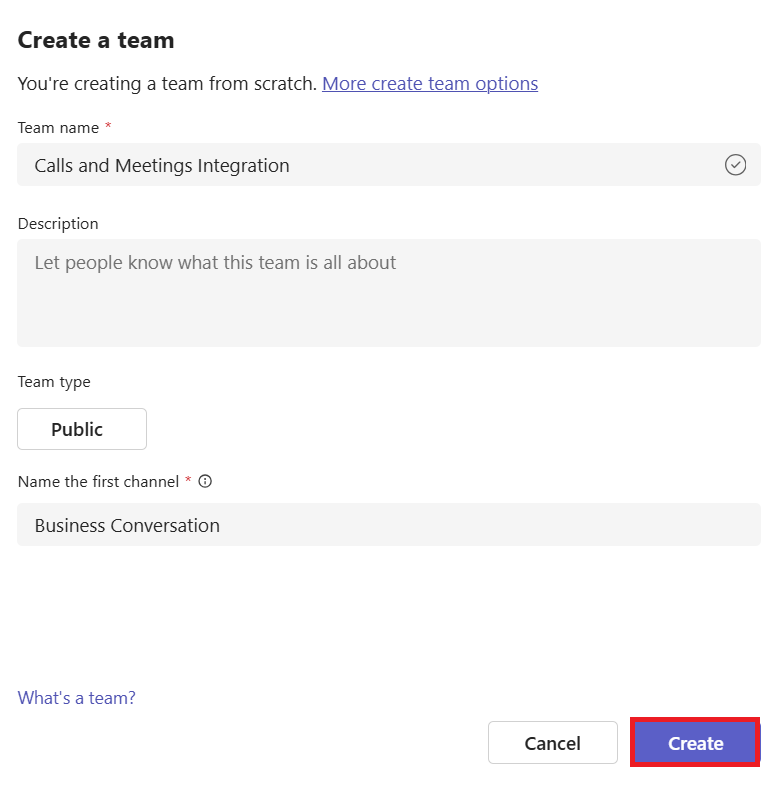 Create a team
You're creating a team from scratch. More create team options
Team name *
Calls and Meetings Integration
Description
Let people know what this team is all about
Team type
Public
Name the first channel *
Business Conversation
What's a team?
Cancel
Create